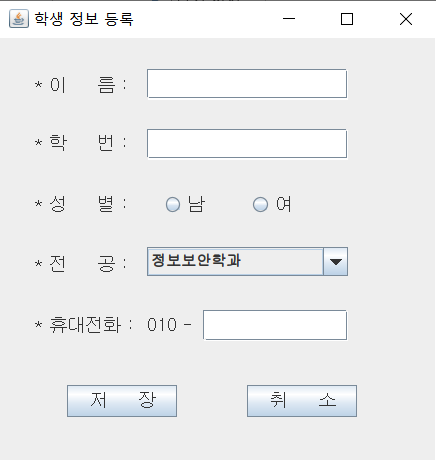 학생 정보 등록
* 이 름 :
* 학 번 :
* 성 별 : 남 여
* 전 공 : 정보보안학과
* 휴대전화 : 010 -
저 장 취 소